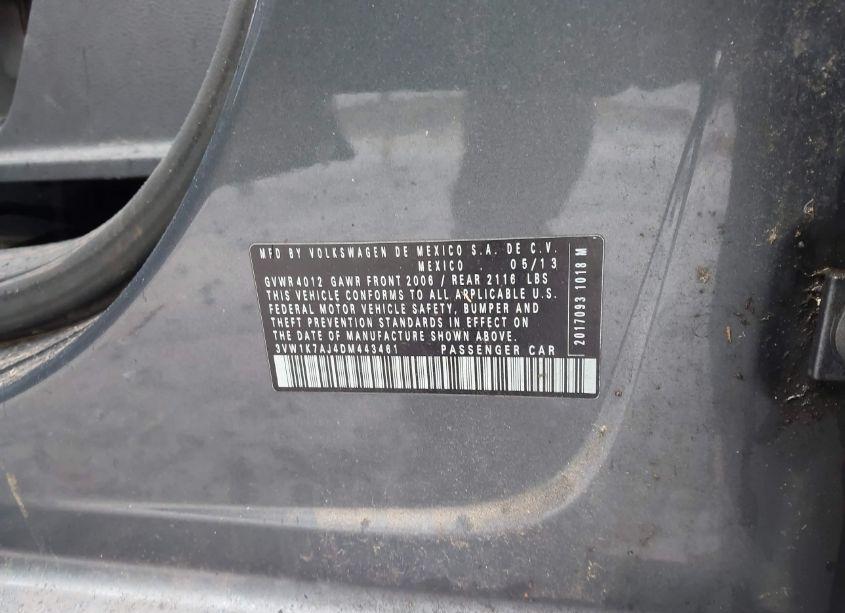 MFD BY VOLKSWAGEN DE MEXICO S.A. DE C.V.
MEXICO . 05/13
GVWR 4012 GAWR FRONT 2006 / REAR 2116 LBS
THIS VEHICLE CONFORMS TO ALL APPLICABLE U.S.
FEDERAL MOTOR VEHICLE SAFETY, BUMPER AND
THEFT PREVENTION STANDARDS IN EFFECT ON
THE DATE OF MANUFACTURE SHOWN ABOVE.
3VW1K7AJ4DM443461 PASSENGER CAR
2017093 1018 M